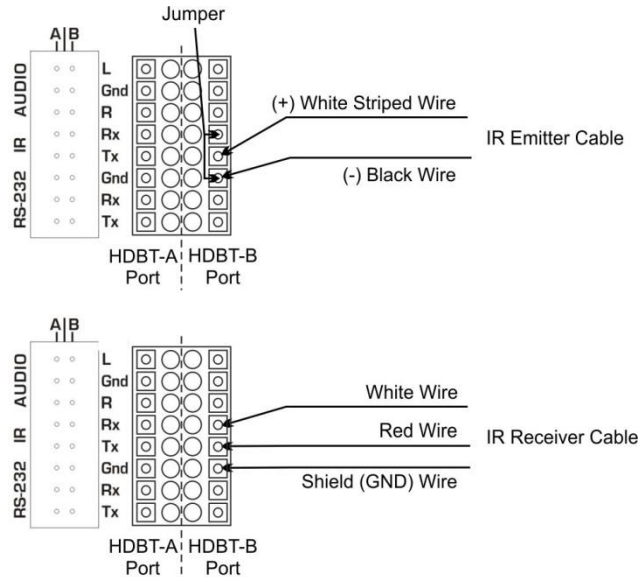 Jumper
A B
L
Gnd
R
Rx
Tx
Gnd
Rx
Tx
AUDIO
IR
RS-232
(+) White Striped Wire
IR Emitter Cable
(-) Black Wire
HDBT-A HDBT-B
Port Port
A B
L
Gnd
R
Rx
Tx
Gnd
Rx
Tx
AUDIO
IR
RS-232
White Wire
Red Wire
IR Receiver Cable
Shield (GND) Wire
HDBT-A HDBT-B
Port Port